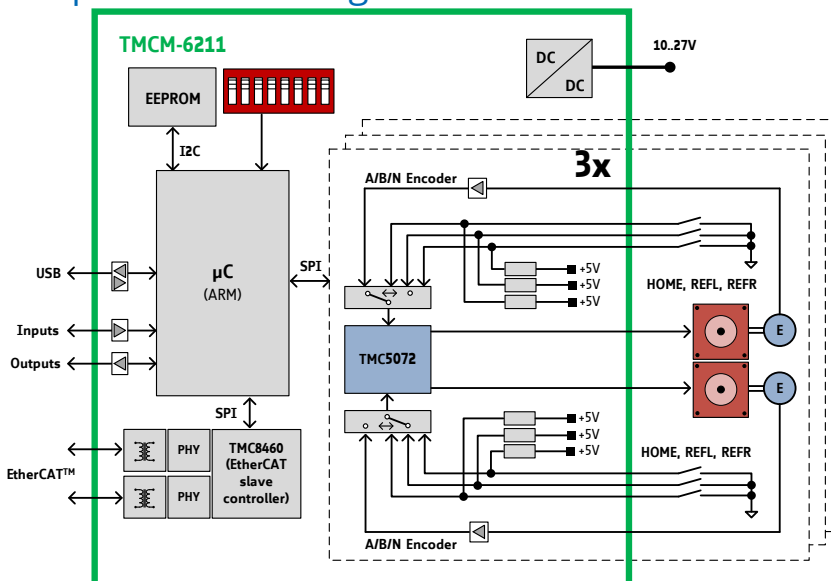 TMCM-6211
DC
DC
10..27V
EEPROM
I2C
3x
A/B/N Encoder
µC
(ARM)
SPI
USB
Inputs
Outputs
+5V
+5V
+5V
HOME, REFL, REFR
TMC5072
E
E
SPI
+5V
+5V
+5V
HOME, REFL, REFR
EtherCAT™
PHY
PHY
TMC8460
(EtherCAT
slave
controller)
A/B/N Encoder